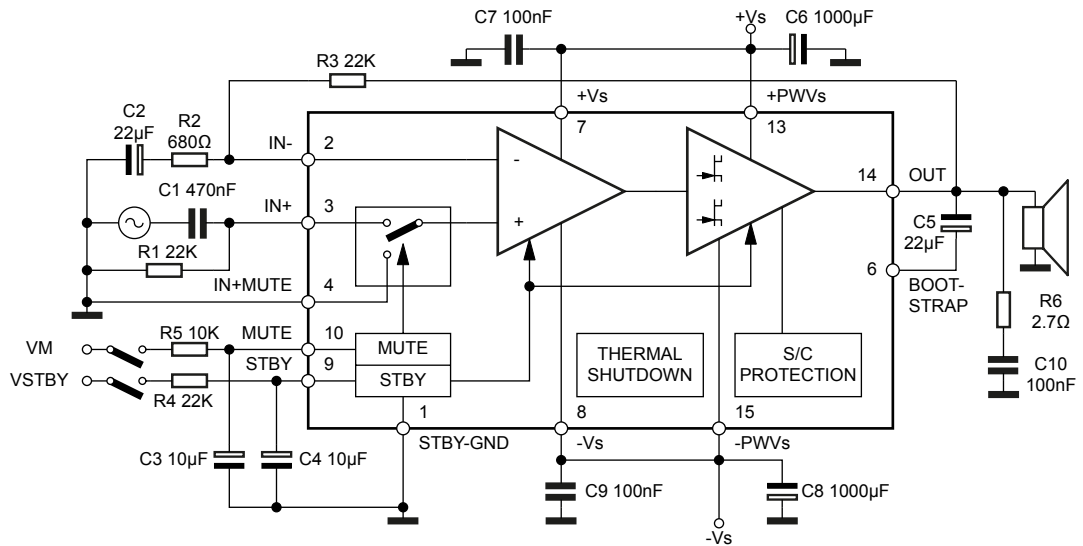 C7 100nF
+Vs
C6 1000µF
R3 22K
+Vs
+PWVs
C2
22µF
R2
680Ω
IN-
2
7
13
-
C1 470nF
IN+
3
+
14
OUT
R1 22K
C5
22µF
IN+MUTE
4
6
BOOT-
STRAP
R6
2.7Ω
VM
R5 10K
MUTE
10
MUTE
THERMAL
SHUTDOWN
S/C
PROTECTION
VSTBY
STBY
9
STBY
R4 22K
C10
100nF
1
8
15
STBY-GND
-Vs
-PWVs
C3 10µF
C4 10µF
C9 100nF
C8 1000µF
-Vs